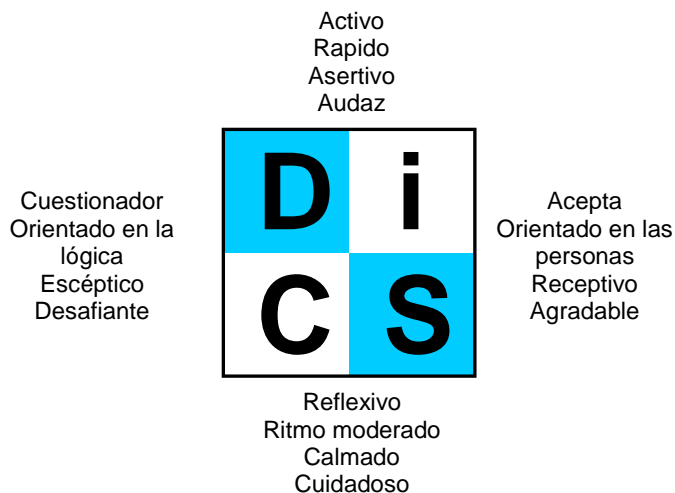 Activo
Rapido
Asertivo
Audaz
D i
C S
Cuestionador
Orientado en la
lógica
Escéptico
Desafiante
Acepta
Orientado en las
personas
Receptivo
Agradable
Reflexivo
Ritmo moderado
Calmado
Cuidadoso